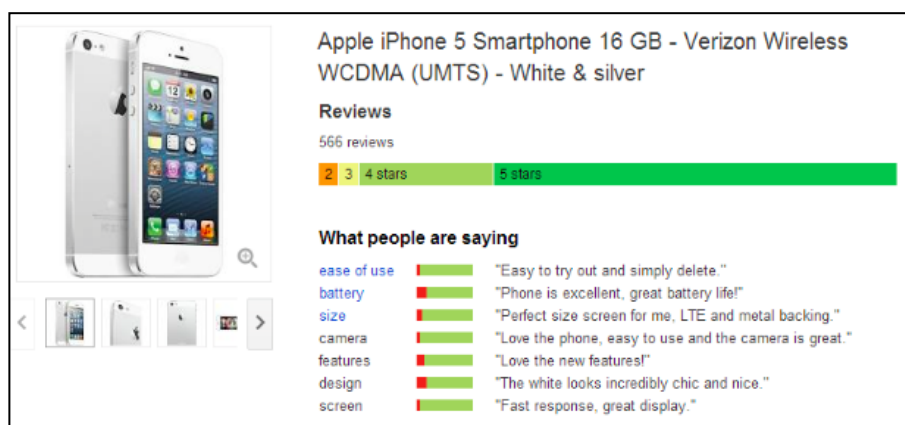 Apple iPhone 5 Smartphone 16 GB - Verizon Wireless
WCDMA (UMTS) - White & silver
Reviews
566 reviews
2 3 4 stars 5 stars
What people are saying
ease of use "Easy to try out and simply delete."
battery "Phone is excellent, great battery life!"
size "Perfect size screen for me, LTE and metal backing."
camera "Love the phone, easy to use and the camera is great."
features "Love the new features!"
design "The white looks incredibly chic and nice."
screen "Fast response, great display."